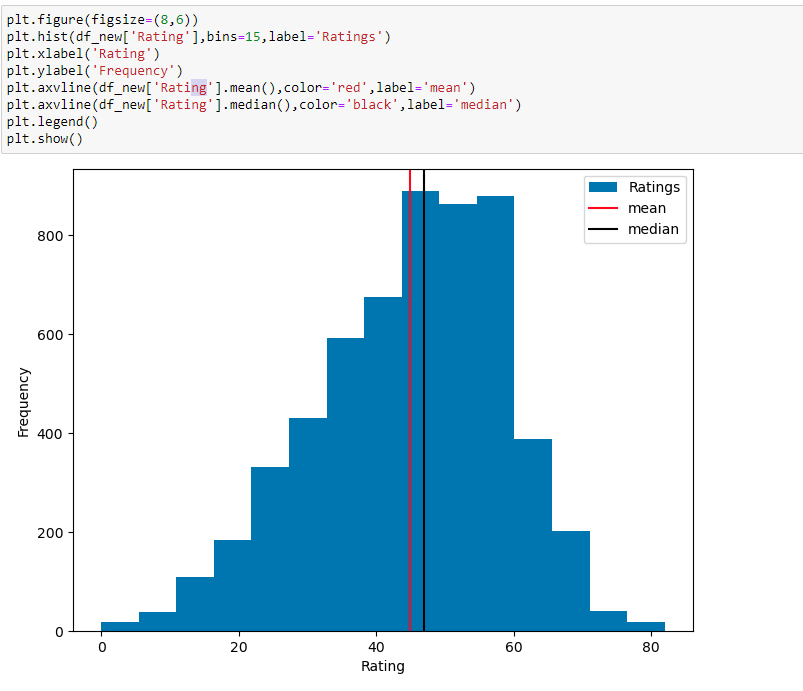 plt.figure(figsize=(8,6))
plt.hist(df_new['Rating'],bins=15,label='Ratings')
plt.xlabel('Rating')
plt.ylabel('Frequency')
plt.axvline(df_new['Rating'].mean(),color='red',label='mean')
plt.axvline(df_new['Rating'].median(),color='black',label='median')
plt.legend()
plt.show()
Ratings
mean
median
800
600
400
200
0
Frequency
0 20 40 60 80
Rating